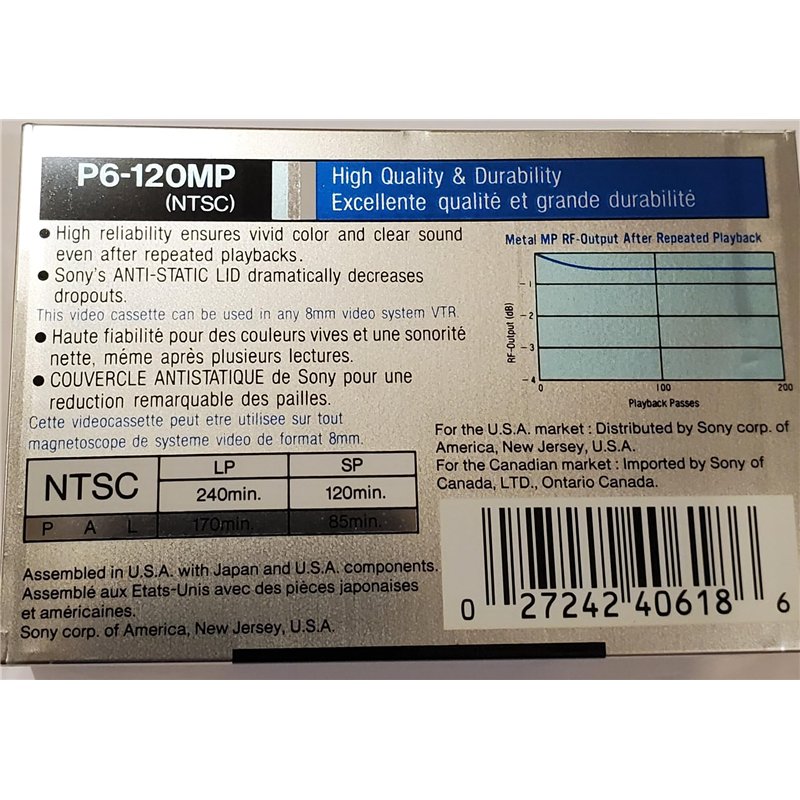 P6-120MP
(NTSC)
High Quality & Durability
Excellente qualité et grande durabilité
● High reliability ensures vivid color and clear sound
even after repeated playbacks.
● Sony's ANTI-STATIC LID dramatically decreases
dropouts.
This video cassette can be used in any 8mm video system VTR.
● Haute fiabilité pour des couleurs vives et une sonorité
nette, méme après plusieurs lectures.
● COUVERCLE ANTISTATIQUE de Sony pour une
reduction remarquable des pailles.
Cette videocassette peut etre utilisee sur tout
magnetoscope de systeme video de format 8mm.
Metal MP RF-Output After Repeated Playback
RF-Output (dB)
-1
-2
-3
-4
0 100 200
Playback Passes
For the U.S.A. market : Distributed by Sony corp. of
America, New Jersey, U.S.A.
For the Canadian market : Imported by Sony of
Canada, LTD., Ontario Canada.
LP SP
NTSC 240min. 120min.
PAL 170min. 85min.
Assembled in U.S.A. with Japan and U.S.A. components.
Assemblé aux Etats-Unis avec des pièces japonaises
et américaines.
Sony corp. of America, New Jersey, U.S.A.
0 27242 40618 6